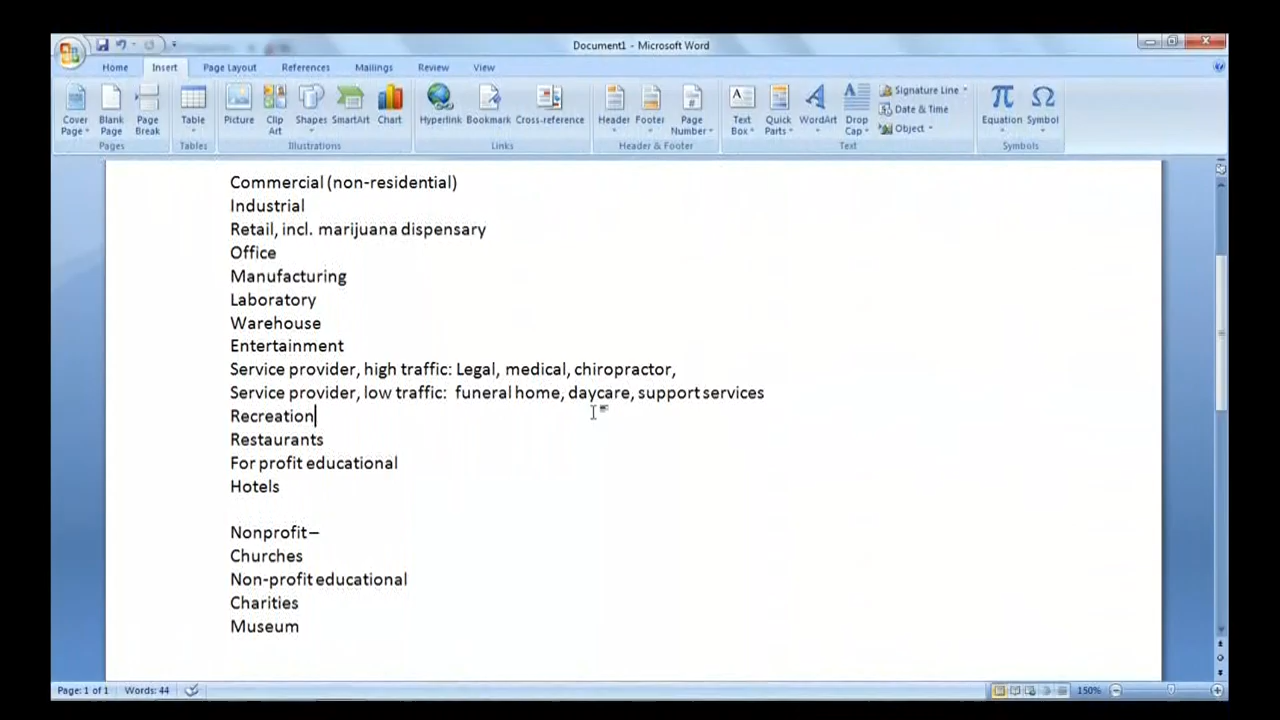 Document1 - Microsoft Word
Home Insert Page Layout References Mailings Review View
Cover Page Blank Page Page Break Table Picture Clip Art Shapes SmartArt Chart Hyperlink Bookmark Cross-reference Header Footer Page Number Text Box Quick Parts WordArt Drop Cap Signature Line Date & Time Object Equation Symbol
Pages Tables Illustrations Links Header & Footer Text Symbols
Commercial (non-residential)
Industrial
Retail, incl. marijuana dispensary
Office
Manufacturing
Laboratory
Warehouse
Entertainment
Service provider, high traffic: Legal, medical, chiropractor,
Service provider, low traffic:  funeral home, daycare, support services
Recreation
Restaurants
For profit educational
Hotels
Nonprofit –
Churches
Non-profit educational
Charities
Museum
Page: 1 of 1 Words: 44 150%